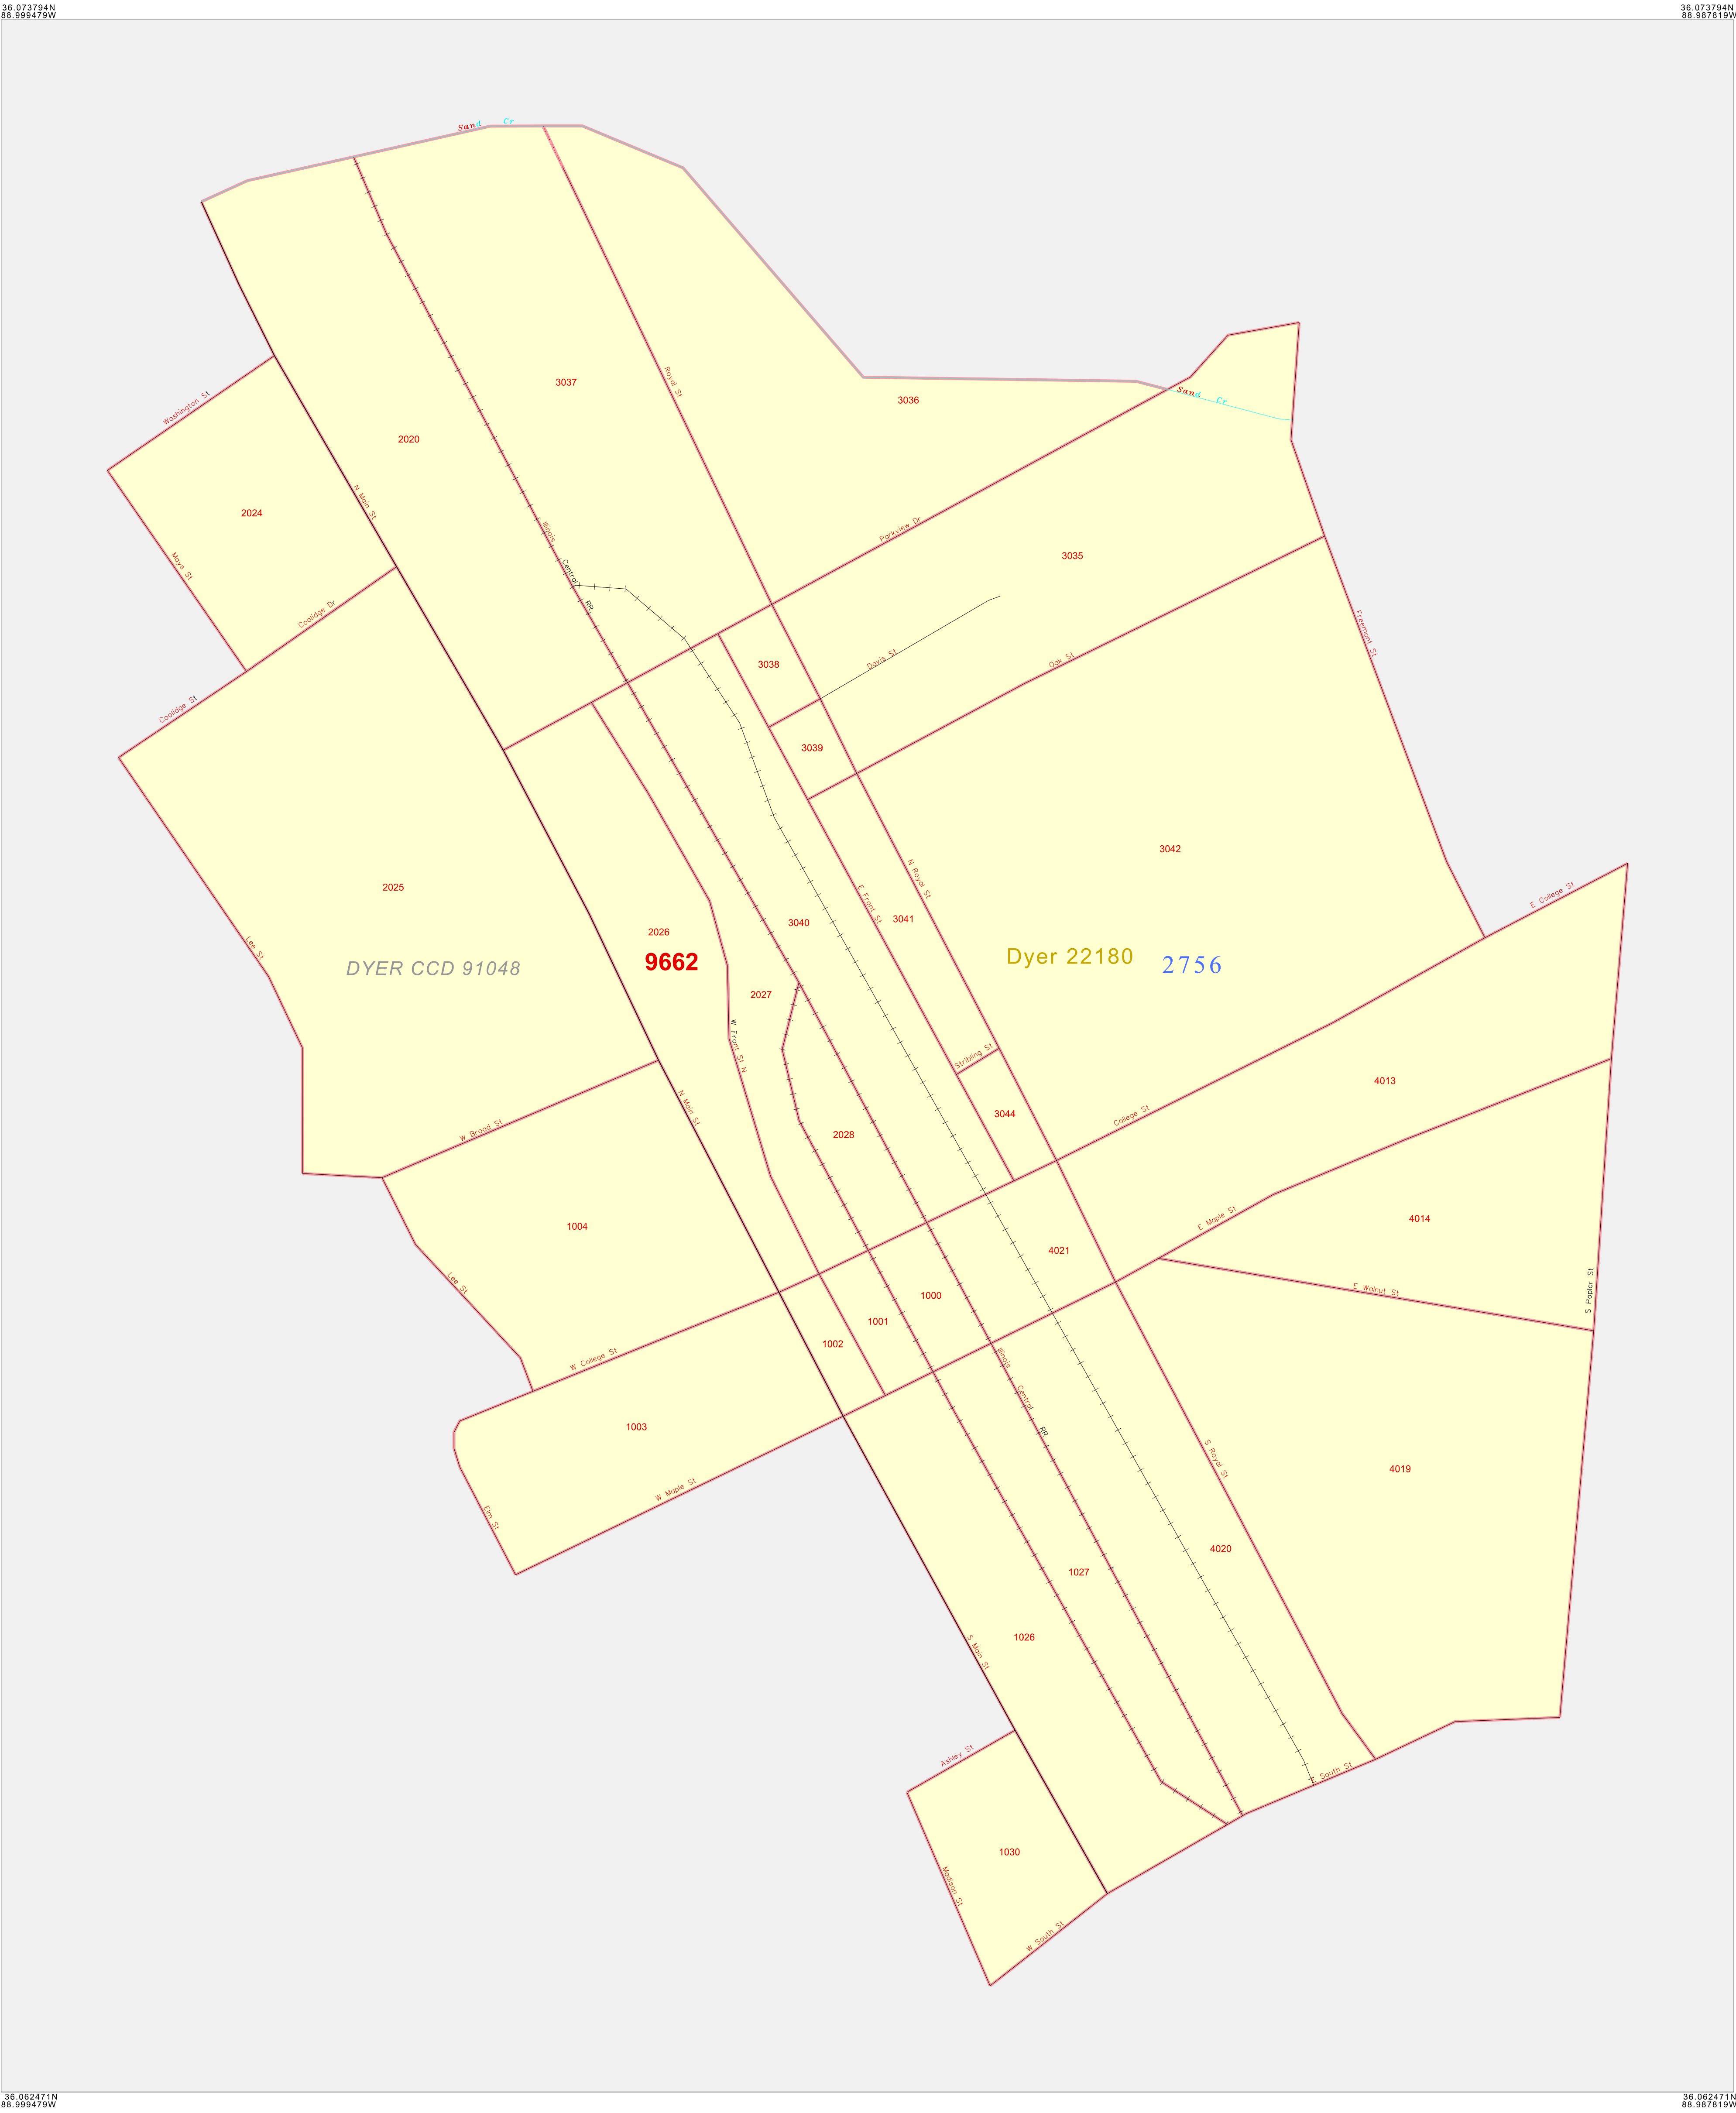 36.073794N
88.999479W
36.073794N
88.987819W
Sand Cr
3037
Royal St
3036
Sand Cr
Washington St
2020
2024
N Main St
Mays St
Illinois
Central
RR
Parkview Dr
3035
Coolidge Dr
Freemont St
3038
Davis St
Oak St
Coolidge St
3039
3042
2025
N Royal St
E Front St
3041
E College St
2026
3040
Lee St
DYER CCD 91048
9662
Dyer 22180
2756
2027
W Front St N
Stribling St
4013
N Main St
3044
College St
W Broad St
2028
1004
E Maple St
4014
4021
Lee St
1000
E Walnut St
S Poplar St
1001
1002
W College St
Illinois
Central
RR
1003
S Royal St
4019
W Maple St
Elm St
4020
1027
1026
S Main St
Ashley St
E South St
1030
Madison St
W South St
36.062471N
88.999479W
36.062471N
88.987819W